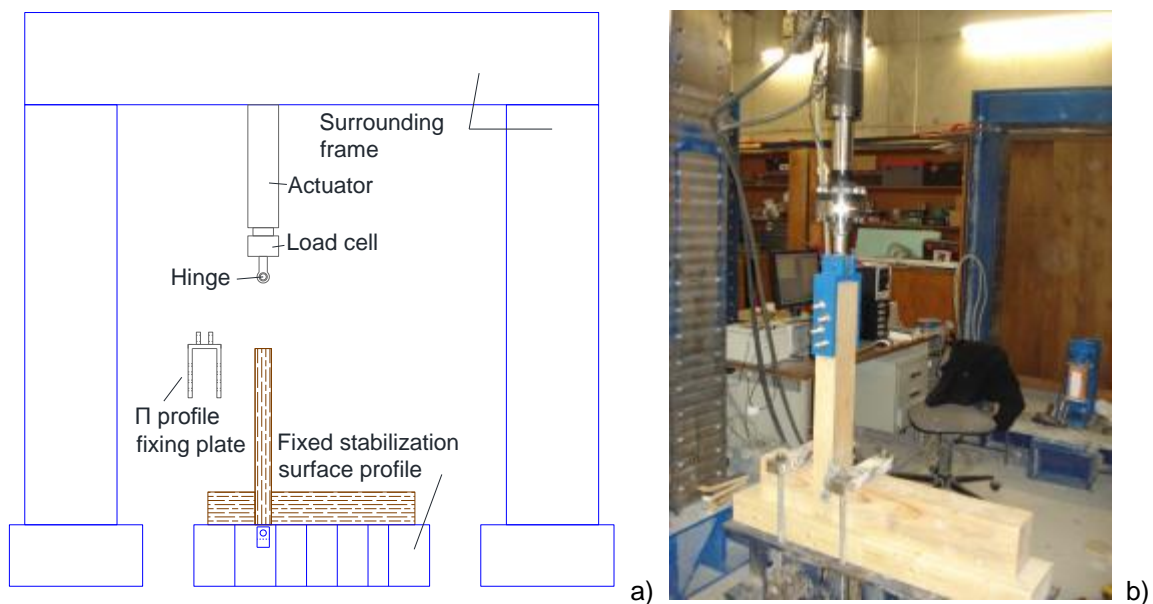 Surrounding
frame
Actuator
Load cell
Hinge
Π profile
fixing plate
Fixed stabilization
surface profile
a)
b)